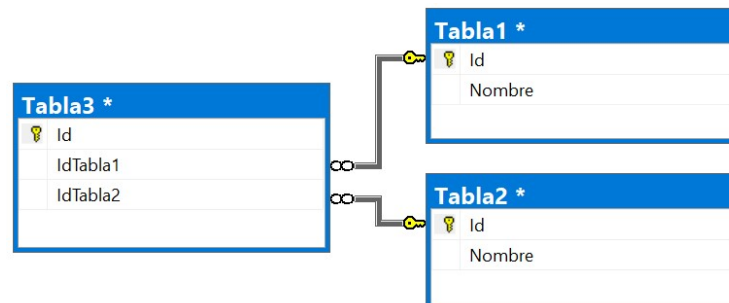 Tabla1 *
Id
Nombre
Tabla3 *
Id
IdTabla1
IdTabla2
Tabla2 *
Id
Nombre